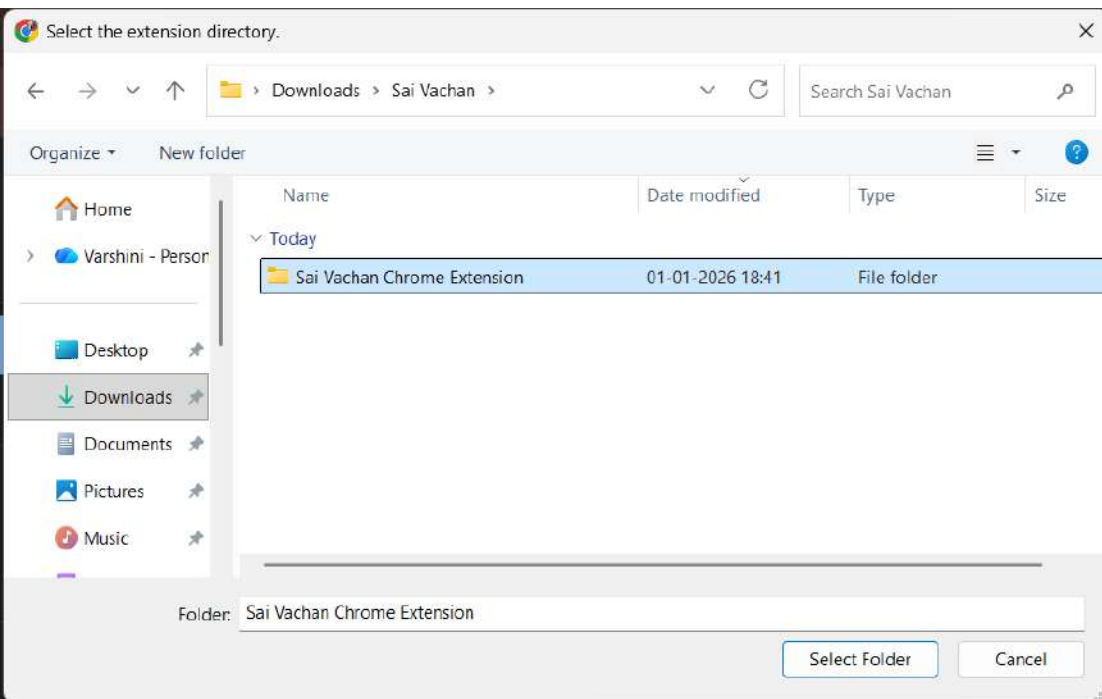 Select the extension directory.
Downloads > Sai Vachan >
Search Sai Vachan
Organize
New folder
Name Date modified Type Size
Home
Varshini - Person
Today
Sai Vachan Chrome Extension 01-01-2026 18:41 File folder
Desktop
Downloads
Documents
Pictures
Music
Folder: Sai Vachan Chrome Extension
Select Folder
Cancel